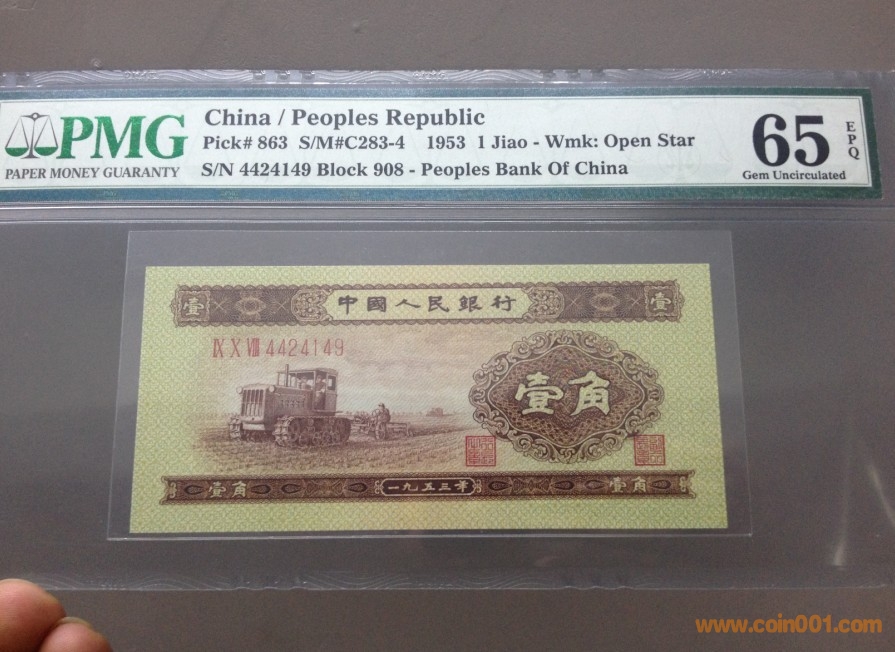 PMG
PAPER MONEY GUARANTY
China / Peoples Republic
Pick# 863 S/M#C283-4 1953 1 Jiao - Wmk: Open Star
S/N 4424149 Block 908 - Peoples Bank Of China
65
EPQ
Gem Uncirculated
壹 中國人民銀行 壹
IX X VIII 4424149
壹角
壹角 一九五三年 壹角
www.coin001.com